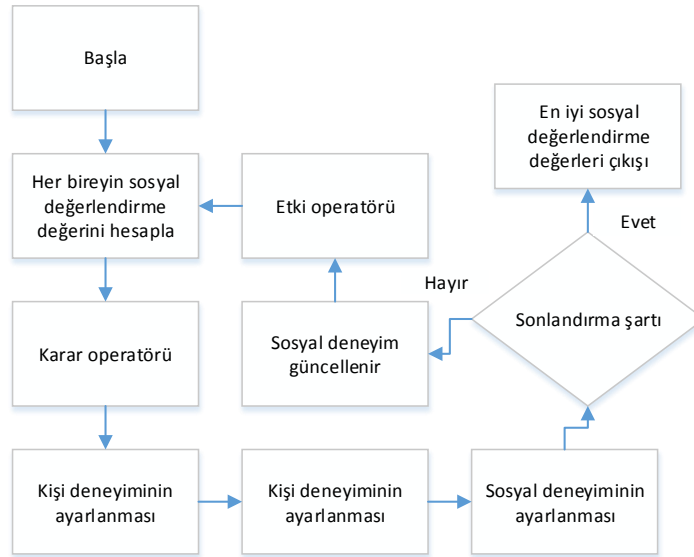 Başla
Her bireyin sosyal
değerlendirme
değerini hesapla
Karar operatörü
Kişi deneyiminin
ayarlanması
Kişi deneyiminin
ayarlanması
Sosyal deneyiminin
ayarlanması
Sonlandırma şartı
Evet
En iyi sosyal
değerlendirme
değerleri çıkışı
Hayır
Sosyal deneyim
güncellenir
Etki operatörü